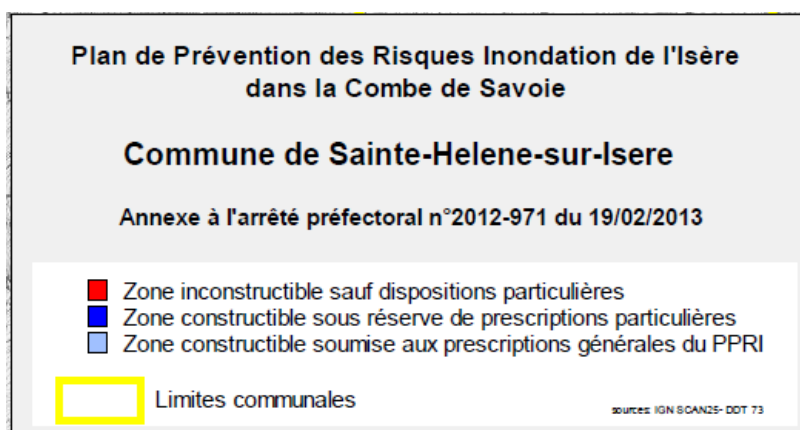 Plan de Prévention des Risques Inondation de l'Isère
dans la Combe de Savoie
Commune de Sainte-Helene-sur-Isere
Annexe à l'arrêté préfectoral n°2012-971 du 19/02/2013
Zone inconstructible sauf dispositions particulières
Zone constructible sous réserve de prescriptions particulières
Zone constructible soumise aux prescriptions générales du PPRI
Limites communales
sources: IGN SCAN25- DDT 73